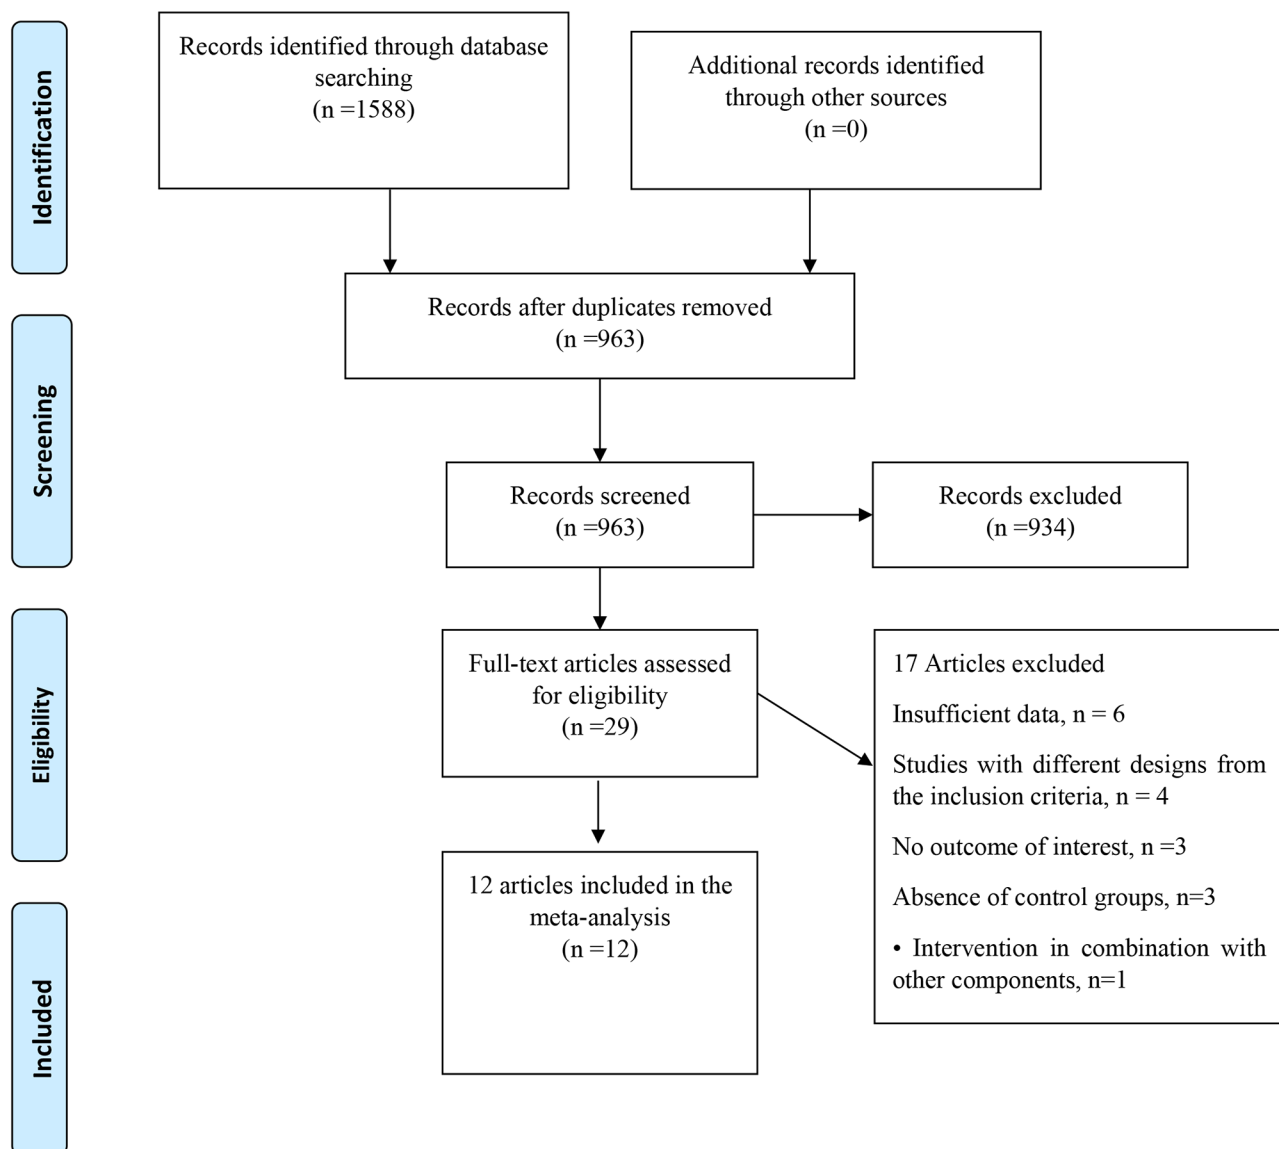 Identification
Records identified through database
searching
(n =1588)
Additional records identified
through other sources
(n =0)
Records after duplicates removed
(n =963)
Screening
Records screened
(n =963)
Records excluded
(n =934)
Eligibility
Full-text articles assessed
for eligibility
(n =29)
17 Articles excluded
Insufficient data, n = 6
Studies with different designs from
the inclusion criteria, n = 4
No outcome of interest, n =3
Absence of control groups, n=3
• Intervention in combination with
other components, n=1
Included
12 articles included in the
meta-analysis
(n =12)